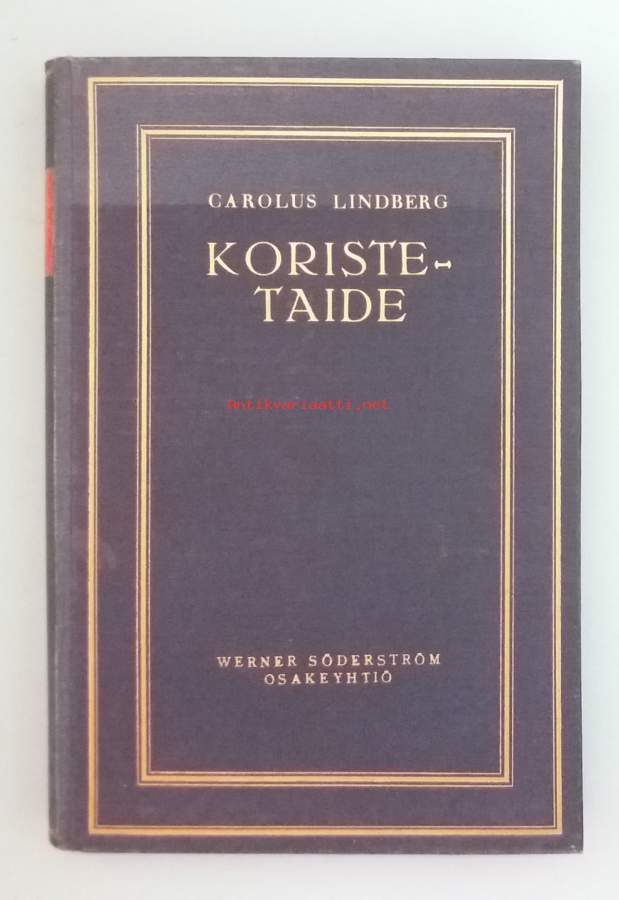 CAROLUS LINDBERG
KORISTE-
TAIDE
Antikvariaatti.net
WERNER SÖDERSTRÖM
OSAKEYHTIÖ